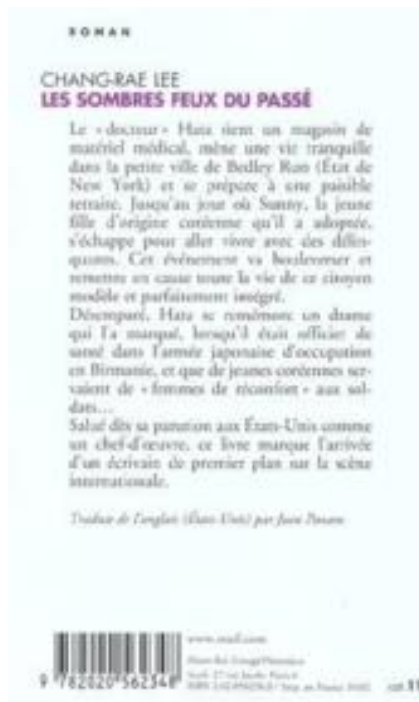 ROMAN
CHANG-RAE LEE
LES SOMBRES FEUX DU PASSÉ
Le « docteur » Hata tient un magasin de
matériel médical, mène une vie tranquille
dans la petite ville de Bedley Run (État de
New York) et se prépare à une paisible
retraite. Jusqu'au jour où Sunny, la jeune
fille d'origine coréenne qu'il a adoptée,
s'échappe pour aller vivre avec des délin-
quants. Cet événement va bouleverser et
remettre en cause toute la vie de ce citoyen
modèle et parfaitement intégré.
Désemparé, Hata se remémore un drame
qui l'a marqué, lorsqu'il était officier de
santé dans l'armée japonaise d'occupation
en Birmanie, et que de jeunes coréennes ser-
vaient de « femmes de réconfort » aux sol-
dats…
Salué dès sa parution aux États-Unis comme
un chef-d'œuvre, ce livre marque l'arrivée
d'un écrivain de premier plan sur la scène
internationale.
Traduit de l'anglais (États-Unis) par Jean Pavans
www.seuil.com
9 782020 562348